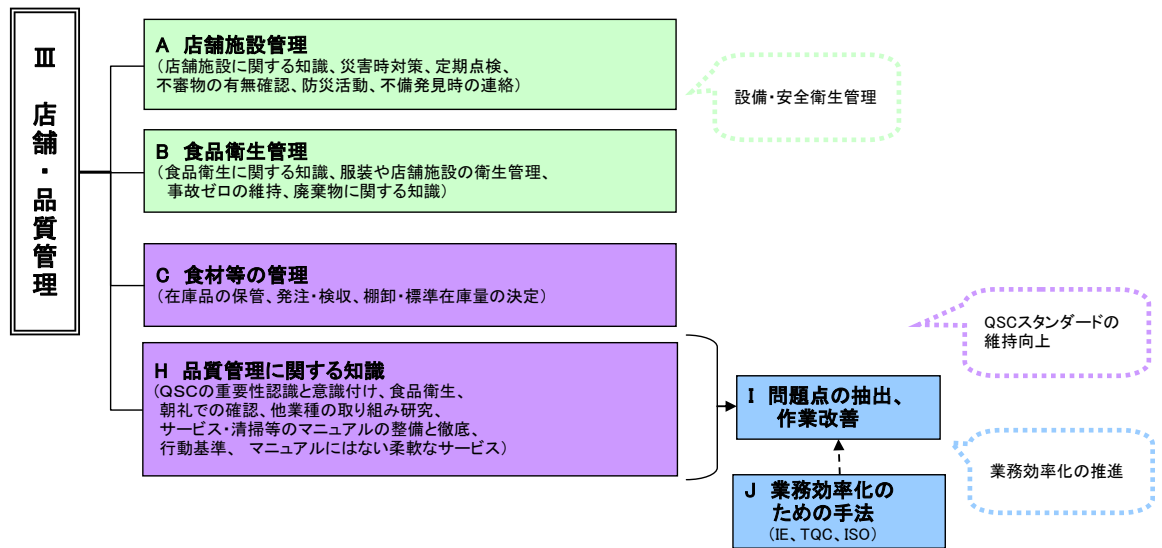 Ⅲ 店舗・品質管理
A 店舗施設管理
(店舗施設に関する知識、災害時対策、定期点検、
不審物の有無確認、防災活動、不備発見時の連絡)
設備・安全衛生管理
B 食品衛生管理
(食品衛生に関する知識、服装や店舗施設の衛生管理、
事故ゼロの維持、廃棄物に関する知識)
C 食材等の管理
(在庫品の保管、発注・検収、棚卸・標準在庫量の決定)
QSCスタンダードの
維持向上
H 品質管理に関する知識
(QSCの重要性認識と意識付け、食品衛生、
朝礼での確認、他業種の取り組み研究、
サービス・清掃等のマニュアルの整備と徹底、
行動基準、 マニュアルにはない柔軟なサービス)
I 問題点の抽出、
作業改善
業務効率化の推進
J 業務効率化の
ための手法
(IE、TQC、ISO)